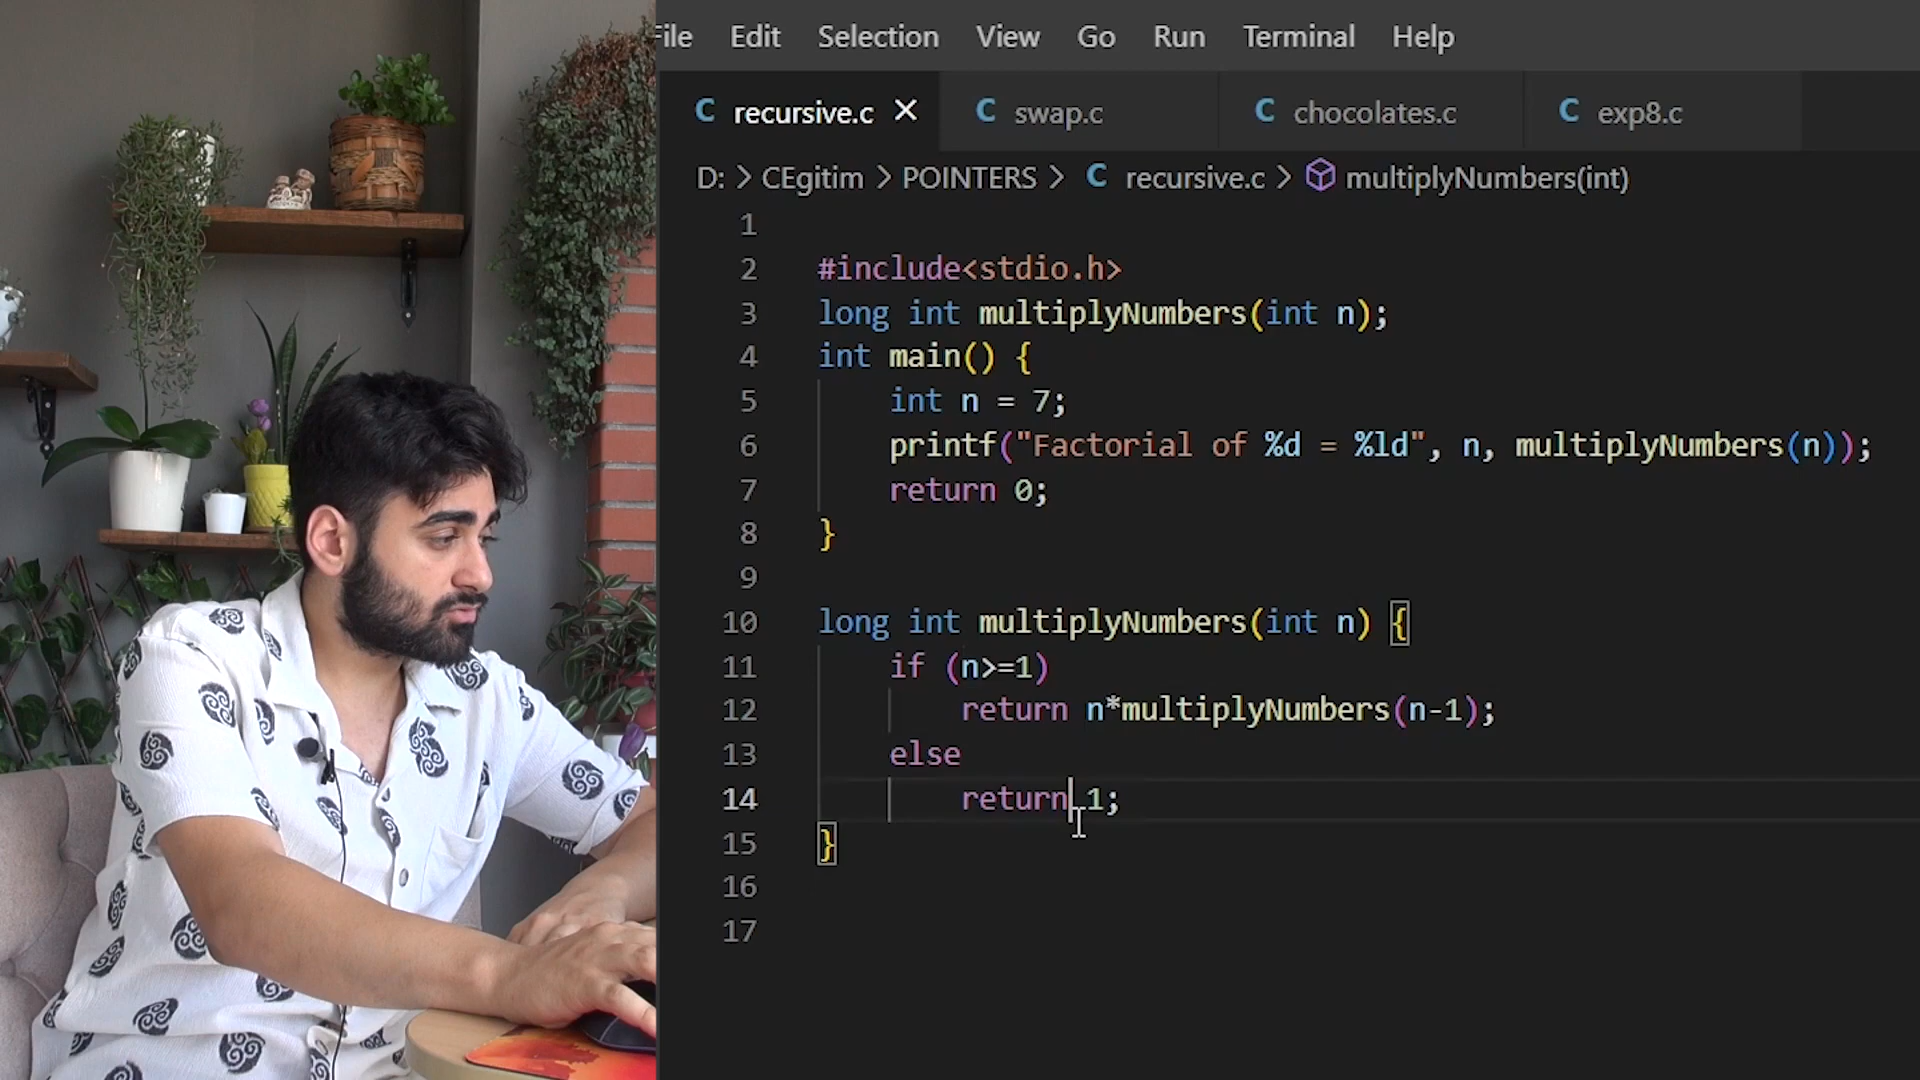 File Edit Selection View Go Run Terminal Help
C recursive.c × C swap.c C chocolates.c C exp8.c
D: > CEgitim > POINTERS > C recursive.c > multiplyNumbers(int)
1
2 #include<stdio.h>
3 long int multiplyNumbers(int n);
4 int main() {
5 int n = 7;
6 printf("Factorial of %d = %ld", n, multiplyNumbers(n));
7 return 0;
8 }
9
10 long int multiplyNumbers(int n) {
11 if (n>=1)
12 return n*multiplyNumbers(n-1);
13 else
14 return 1;
15 }
16
17